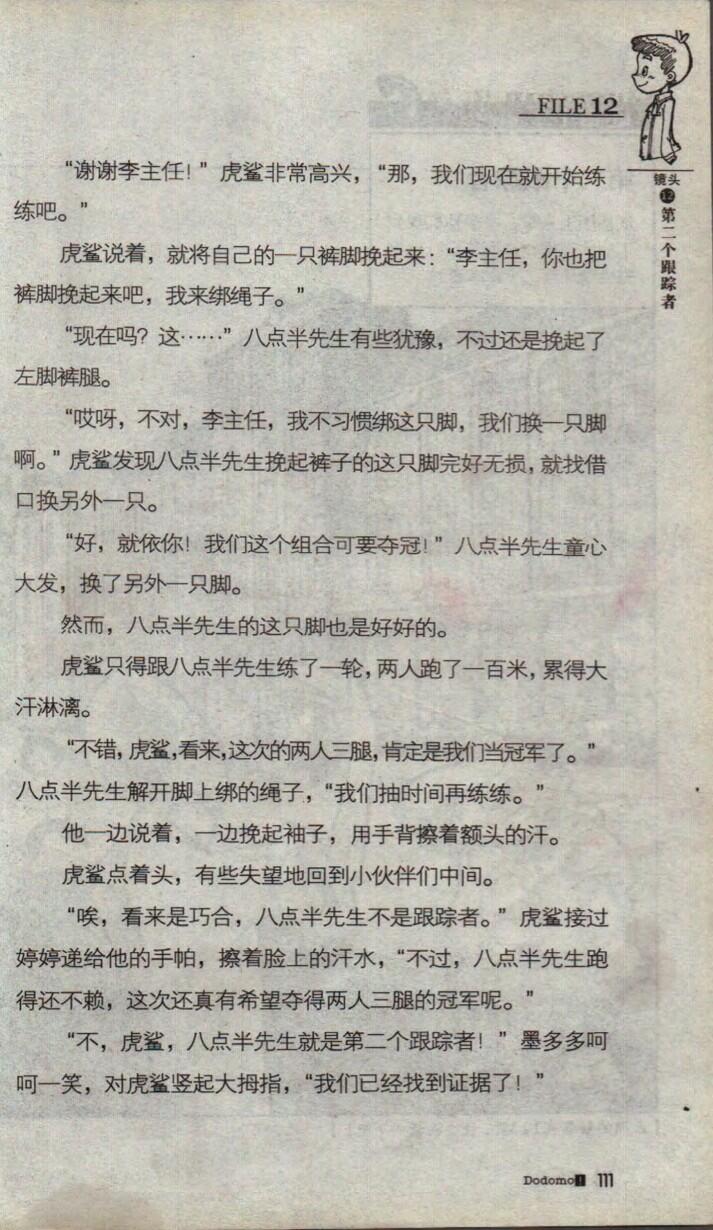 FILE 12
镜头
12
第二个跟踪者
“谢谢李主任！”虎鲨非常高兴，“那，我们现在就开始练
练吧。”
虎鲨说着，就将自己的一只裤脚挽起来：“李主任，你也把
裤脚挽起来吧，我来绑绳子。”
“现在吗？这……”八点半先生有些犹豫，不过还是挽起了
左脚裤腿。
“哎呀，不对，李主任，我不习惯绑这只脚，我们换一只脚
啊。”虎鲨发现八点半先生挽起裤子的这只脚完好无损，就找借
口换另外一只。
“好，就依你！我们这个组合可要夺冠！”八点半先生童心
大发，换了另外一只脚。
然而，八点半先生的这只脚也是好好的。
虎鲨只得跟八点半先生练了一轮，两人跑了一百米，累得大
汗淋漓。
“不错，虎鲨，看来，这次的两人三腿，肯定是我们当冠军了。”
八点半先生解开脚上绑的绳子，“我们抽时间再练练。”
他一边说着，一边挽起袖子，用手背擦着额头的汗。
虎鲨点着头，有些失望地回到小伙伴们中间。
“唉，看来是巧合，八点半先生不是跟踪者。”虎鲨接过
婷婷递给他的手帕，擦着脸上的汗水，“不过，八点半先生跑
得还不赖，这次还真有希望夺得两人三腿的冠军呢。”
“不，虎鲨，八点半先生就是第二个跟踪者！”墨多多呵
呵一笑，对虎鲨竖起大拇指，“我们已经找到证据了！”
Dodomo! 111